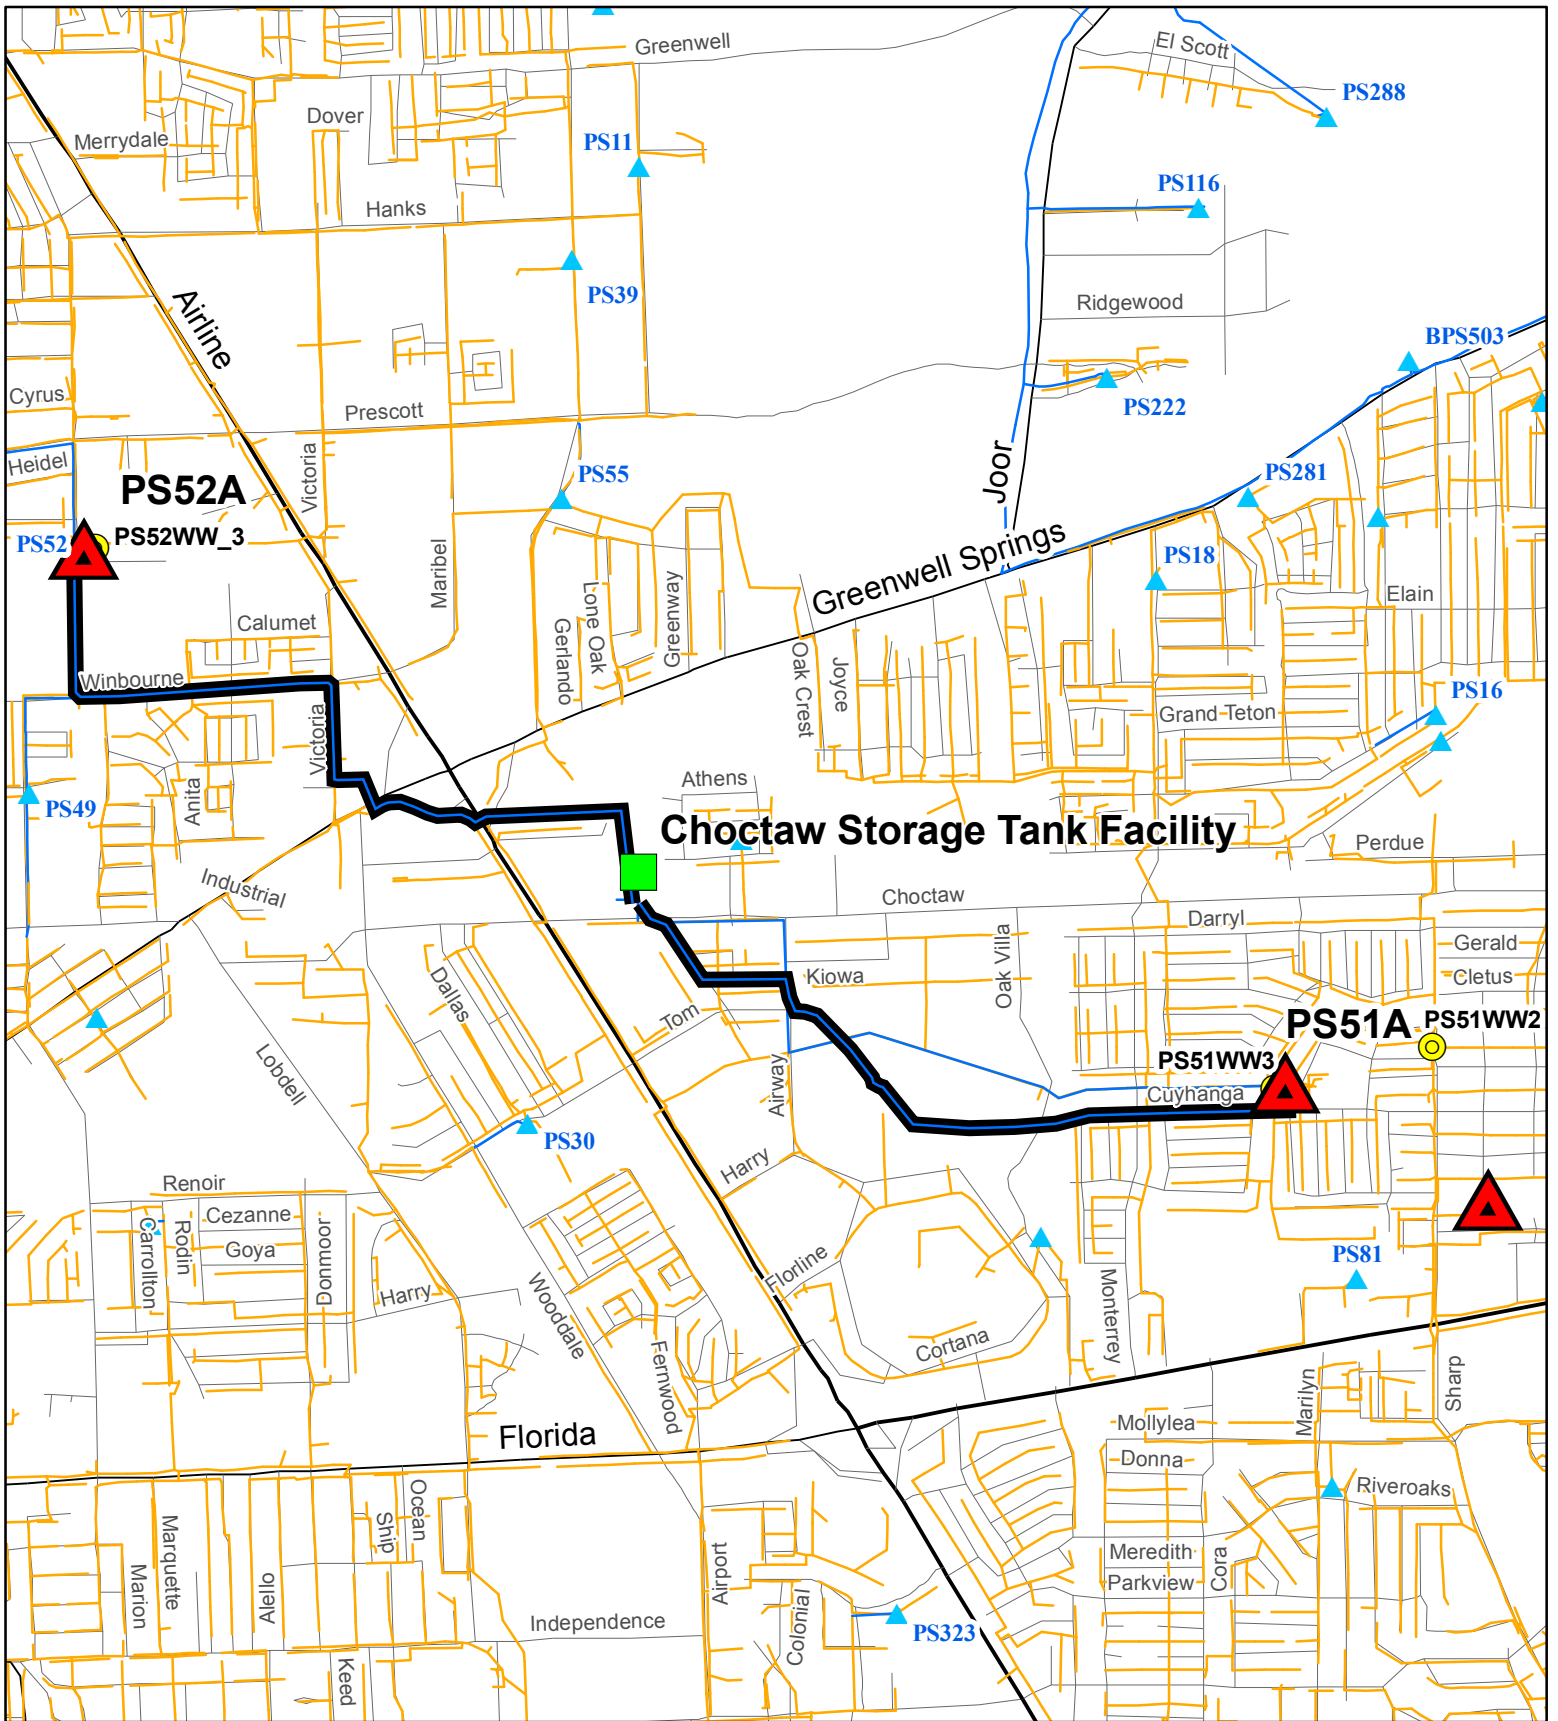 Greenwell
El Scott
PS288
Dover
Merrydale
PS11
PS116
Hanks
PS39
Ridgewood
Airline
BPS503
Cyrus
Prescott
PS222
Heidel
Victoria
PS55
Joor
PS281
PS52A
PS52
PS52WW_3
Maribel
Greenwell Springs
PS18
Elain
Calumet
Gerlando
Lone Oak
Greenway
Oak Crest
Joyce
Winbourne
Victoria
PS16
Grand Teton
PS49
Anita
Athens
Choctaw Storage Tank Facility
Perdue
Industrial
Choctaw
Darryl
Gerald
Cletus
Oak Villa
Kiowa
Dallas
Tom
PS51A
PS51WW2
PS51WW3
Cuyhanga
Lobdell
Airway
PS30
Harry
Renoir
Cezanne
Goya
Carrollton
Rodin
Donmoor
Harry
Florline
PS81
Wooddale
Fernwood
Cortana
Monterrey
Sharp
Marilyn
Florida
Mollylea
Donna
Riveroaks
Ocean
Ship
Marquette
Marion
Alello
Airport
Meredith
Parkview
Cora
Independence
Colonial
PS323
Keed